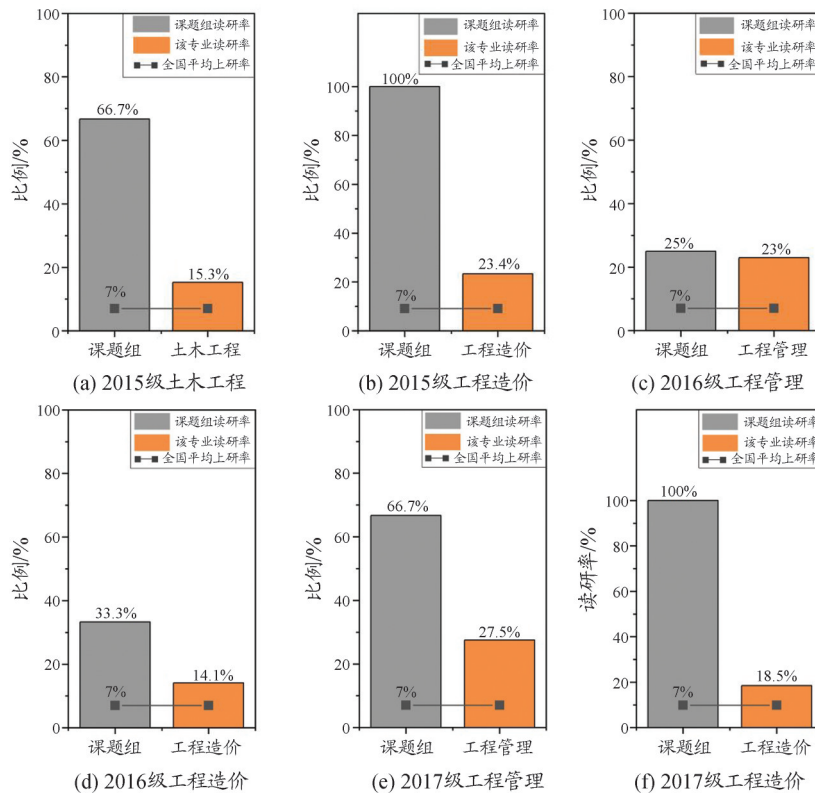 100
80
60
40
20
0
比例/%
课题组读研率
该专业读研率
全国平均上研率
66.7%
15.3%
7%
课题组
土木工程
(a) 2015级土木工程
100
80
60
40
20
0
比例/%
课题组读研率
该专业读研率
全国平均上研率
100%
23.4%
7%
课题组
工程造价
(b) 2015级工程造价
100
80
60
40
20
0
比例/%
课题组读研率
该专业读研率
全国平均上研率
25%
23%
7%
课题组
工程管理
(c) 2016级工程管理
100
80
60
40
20
0
比例/%
课题组读研率
该专业读研率
全国平均上研率
33.3%
14.1%
7%
课题组
工程造价
(d) 2016级工程造价
100
80
60
40
20
0
比例/%
课题组读研率
该专业读研率
全国平均上研率
66.7%
27.5%
7%
课题组
工程管理
(e) 2017级工程管理
100
80
60
40
20
0
读研率/%
课题组读研率
该专业读研率
全国平均上研率
100%
18.5%
7%
课题组
工程造价
(f) 2017级工程造价